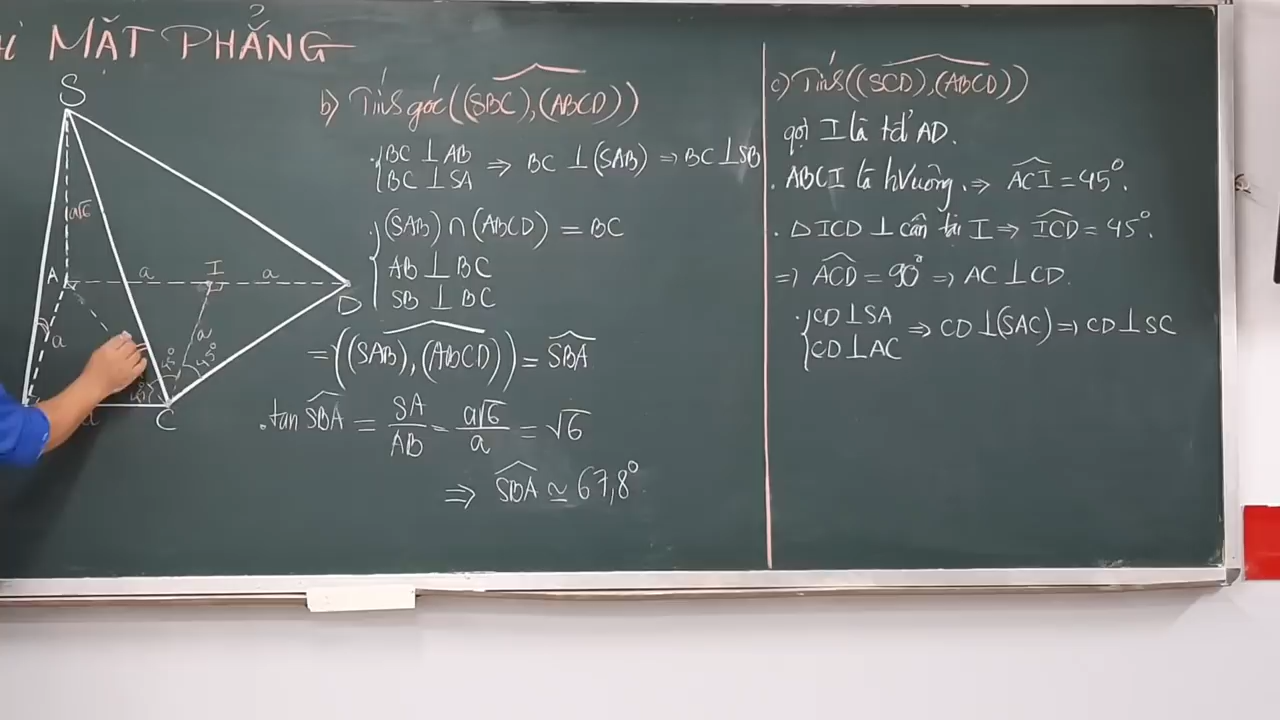 MẶT PHẲNG
S
a√6
A a I a D
a a
45° 45°
C
b) Tính góc((SBC),(ABCD))
{BC ⊥ AB
BC ⊥ SA ⇒ BC ⊥ (SAB) ⇒ BC ⊥ SB
{(SAB) ∩ (ABCD) = BC
AB ⊥ BC
SB ⊥ BC
⇒ ((SAB),(ABCD)) = SBA
. tan SBA = SA/AB = a√6/a = √6
⇒ SBA ≃ 67,8°
c) Tính((SCD),(ABCD))
gọi I là tđ AD.
. ABCI là hVuông. ⇒ ACI = 45°.
. △ICD ⊥ cân tại I ⇒ ICD = 45°.
⇒ ACD = 90° ⇒ AC ⊥ CD.
{CD ⊥ SA
CD ⊥ AC ⇒ CD ⊥ (SAC) ⇒ CD ⊥ SC